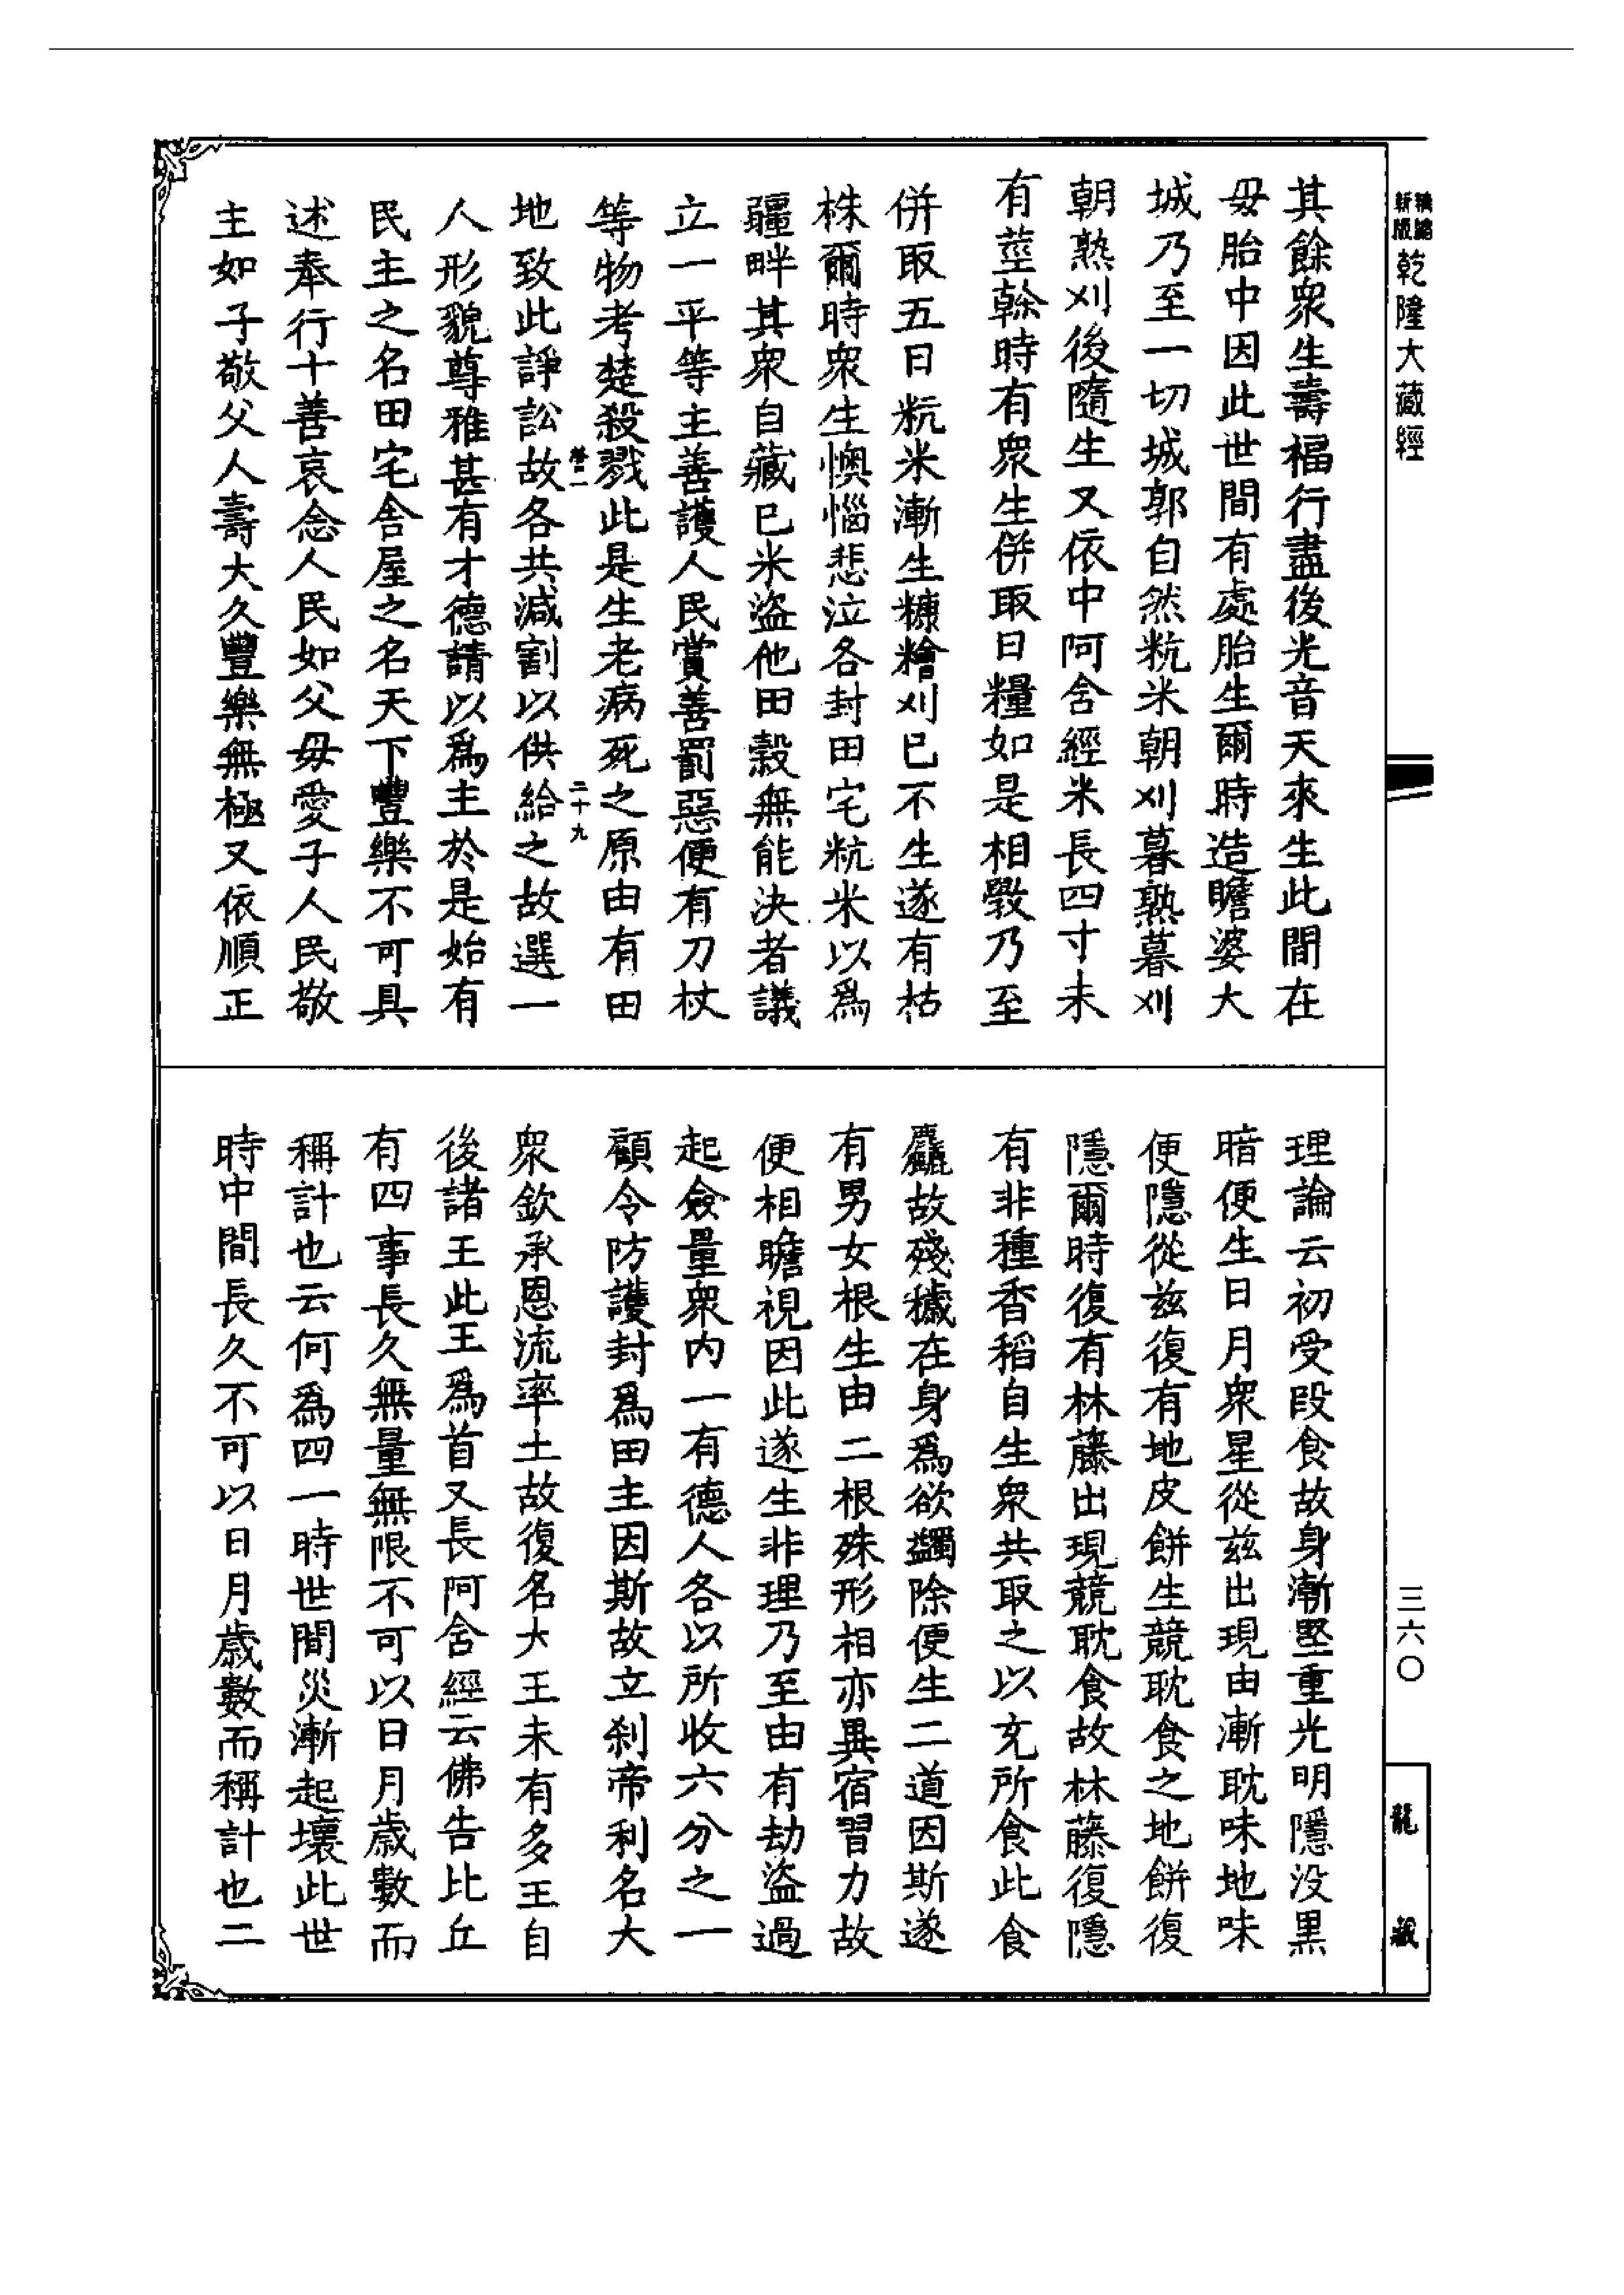 新版 精縮 乾隆大藏經
三六〇
龍藏
其餘衆生壽福行盡後光音天來生此間在
毋胎中因此世間有處胎生爾時造瞻婆大
城乃至一切城郭自然粇米朝刈暮熟暮刈
朝熟刈後隨生又依中阿含經米長四寸未
有莖幹時有衆生併取日糧如是相斆乃至
併取五日粇米漸生糠糩刈已不生遂有枯
株爾時衆生懊惱悲泣各封田宅粇米以爲
疆畔其衆自藏已米盜他田穀無能決者議
立一平等主善護人民賞善罰惡便有刀杖
等物考楚殺戮此是生老病死之原由有田
二十九
地致此諍訟故各共減割以供給之故選一
人形貌尊雅甚有才德請以爲主於是始有
民主之名田宅舎屋之名天下豐樂不可具
述奉行十善哀念人民如父毋愛子人民敬
主如子敬父人壽大久豐樂無極又依順正
理論云初受段食故身漸堅重光明隱没黑
暗便生日月衆星從兹出現由漸耽味地味
便隱從兹復有地皮餅生競耽食之地餅復
隱爾時復有林藤出現競耽食故林藤復隱
有非種香稻自生衆共取之以充所食此食
麤故殘穢在身爲欲蠲除便生二道因斯遂
有男女根生由二根殊形相亦異宿習力故
便相瞻視因此遂生非理乃至由有劫盜過
起僉量衆内一有德人各以所收六分之一
顧令防護封爲田主因斯故立刹帝利名大
衆欽承恩流率土故復名大王未有多王自
後諸王此王爲首又長阿含經云佛告比丘
有四事長久無量無限不可以日月歲數而
稱計也云何爲四一時世間災漸起壞此世
時中間長久不可以日月歲數而稱計也二